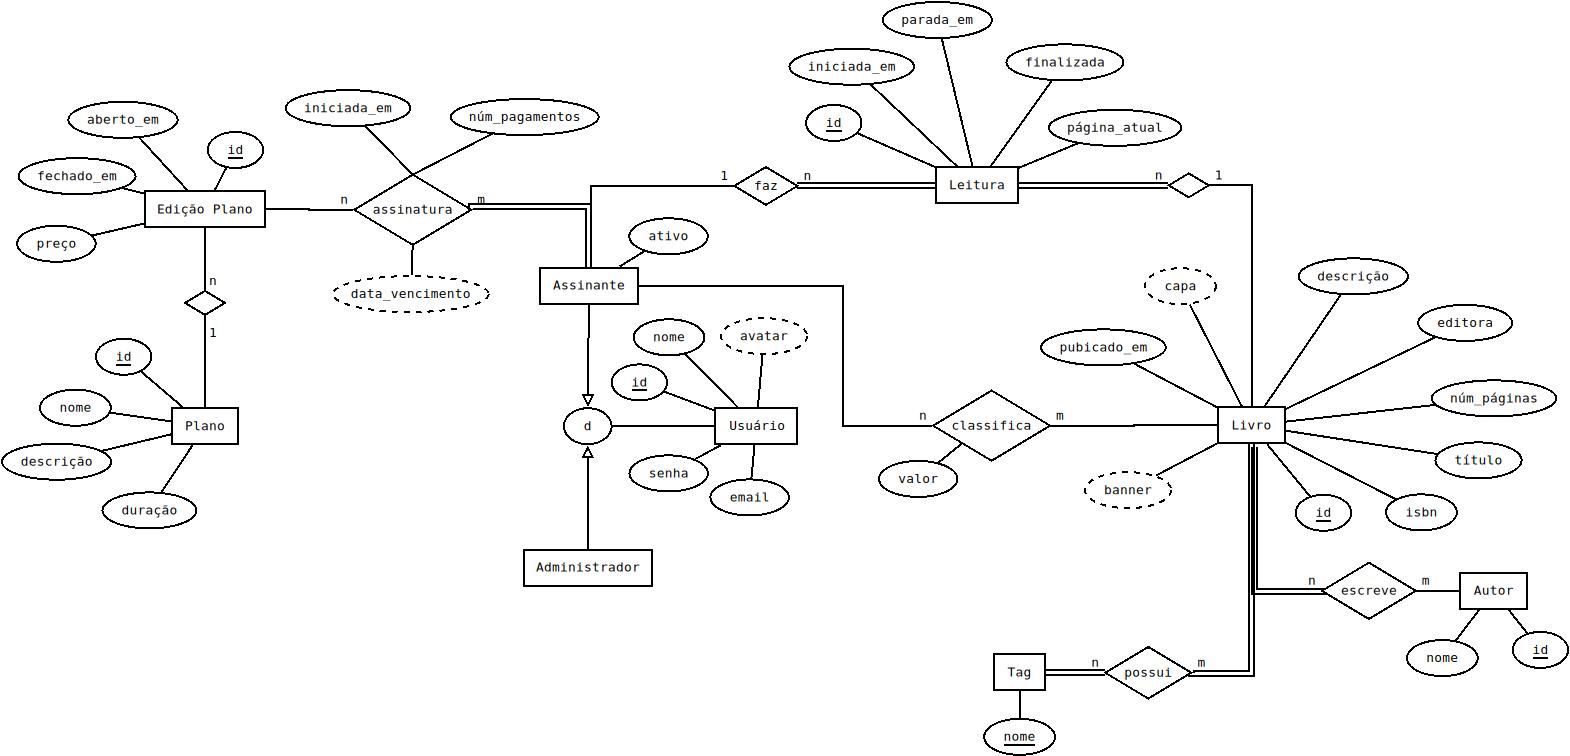 parada_em
iniciada_em
finalizada
iniciada_em
núm_pagamentos
aberto_em
id
id
página_atual
fechado_em
1
faz
n
Leitura
n
1
Edição Plano
n
assinatura
m
preço
ativo
n
data_vencimento
Assinante
capa
descrição
1
nome
avatar
editora
id
pubicado_em
nome
id
núm_páginas
Plano
d
Usuário
n
classifica
m
Livro
descrição
senha
valor
título
duração
email
banner
id
isbn
Administrador
n
escreve
m
Autor
nome
id
Tag
n
possui
m
nome